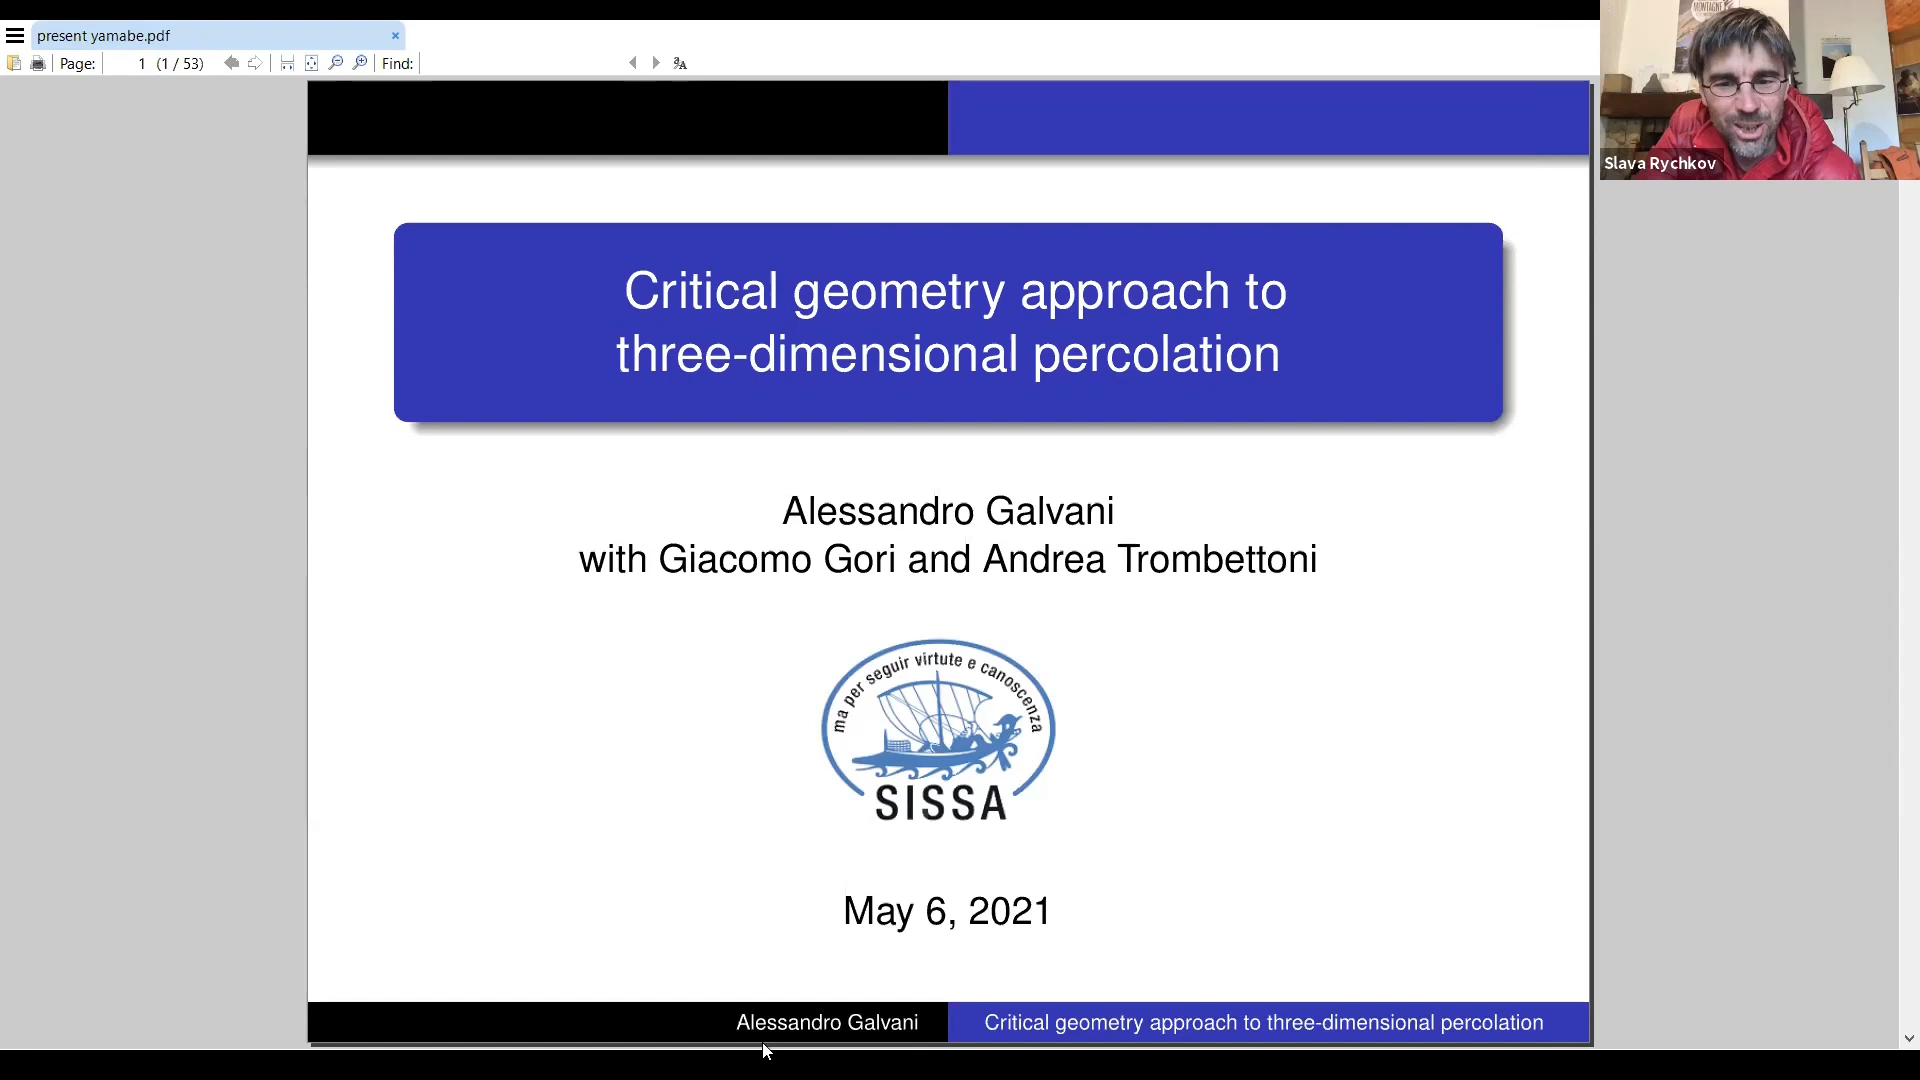 present yamabe.pdf
Page: 1 (1 / 53) Find:
MONTAGNE
Slava Rychkov
Critical geometry approach to
three-dimensional percolation
Alessandro Galvani
with Giacomo Gori and Andrea Trombettoni
ma per seguir virtute e canoscenza
SISSA
May 6, 2021
Alessandro Galvani
Critical geometry approach to three-dimensional percolation